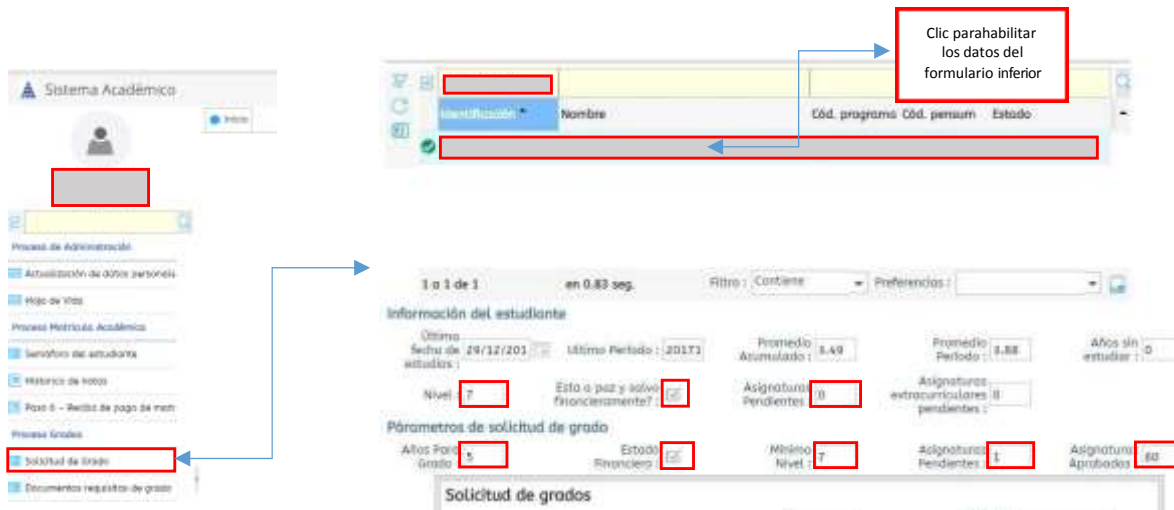 Clic parahabilitar
los datos del
formulario inferior
Sistema Académico
Inicio
Identificación
Nombre
Cód. programa
Cód. pensum
Estado
Proceso de Administración
Actualización de datos personale
Hoja de Vida
Proceso Matrícula Académica
Semáforo del estudiante
Histórico de Notas
Paso 6 - Recibo de pago de matr
Proceso Grados
Solicitud de Grado
Documentos requisitos de grado
1 a 1 de 1
en 0.83 seg.
Filtro : Contiene
Preferencias :
Información del estudiante
Última fecha de estudios : 29/12/201
Ultimo Periodo : 20171
Promedio Acumulado : 3.49
Promedio Periodo : 3.88
Años sin estudiar : 0
Nivel : 7
Esta a paz y salvo financieramente? :
Asignaturas Pendientes : 0
Asignaturas extracurriculares pendientes : 0
Párametros de solicitud de grado
Años Para Grado : 5
Estado Financiero :
Mínimo Nivel : 7
Asignaturas Pendientes : 1
Asignaturas Aprobadas : 60
Solicitud de grados